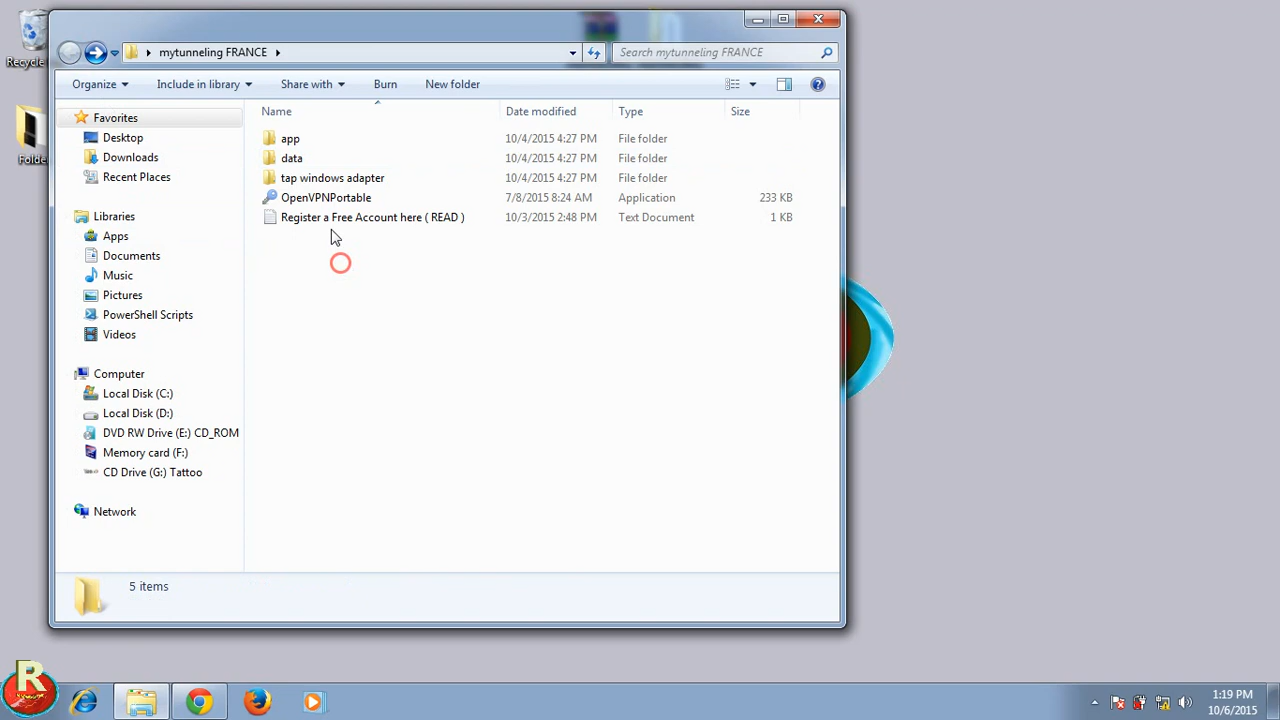 Recycle
Folde
mytunneling FRANCE
Search mytunneling FRANCE
Organize Include in library Share with Burn New folder
Name Date modified Type Size
app 10/4/2015 4:27 PM File folder
data 10/4/2015 4:27 PM File folder
tap windows adapter 10/4/2015 4:27 PM File folder
OpenVPNPortable 7/8/2015 8:24 AM Application 233 KB
Register a Free Account here ( READ ) 10/3/2015 2:48 PM Text Document 1 KB
Favorites
Desktop
Downloads
Recent Places
Libraries
Apps
Documents
Music
Pictures
PowerShell Scripts
Videos
Computer
Local Disk (C:)
Local Disk (D:)
DVD RW Drive (E:) CD_ROM
Memory card (F:)
CD Drive (G:) Tattoo
Network
5 items
R
1:19 PM
10/6/2015